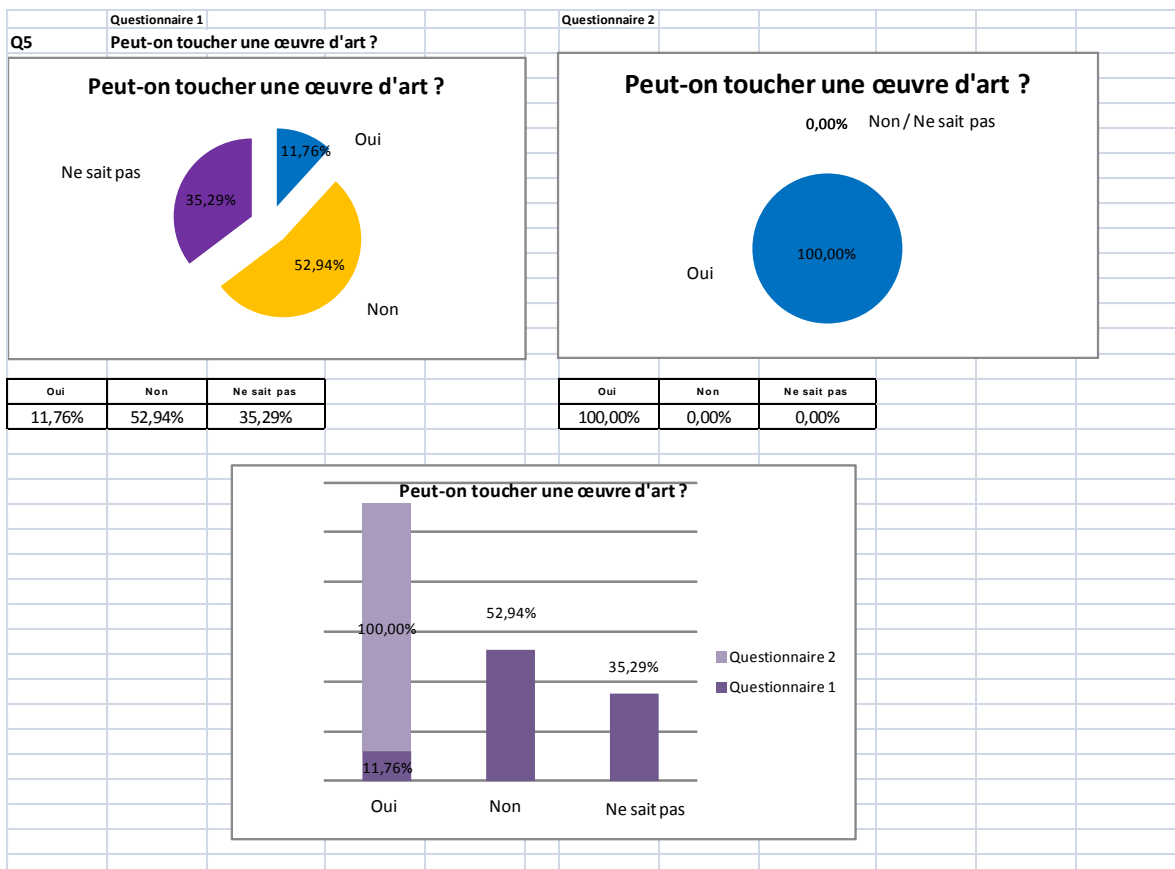 Questionnaire 1
Questionnaire 2
Q5 Peut-on toucher une œuvre d'art ?
Peut-on toucher une œuvre d'art ?
Oui
11,76%
Ne sait pas
35,29%
52,94%
Non
Peut-on toucher une œuvre d'art ?
0,00% Non / Ne sait pas
100,00%
Oui
Oui Non Ne sait pas
11,76% 52,94% 35,29%
Oui Non Ne sait pas
100,00% 0,00% 0,00%
Peut-on toucher une œuvre d'art ?
52,94%
100,00%
35,29%
11,76%
Questionnaire 2
Questionnaire 1
Oui Non Ne sait pas